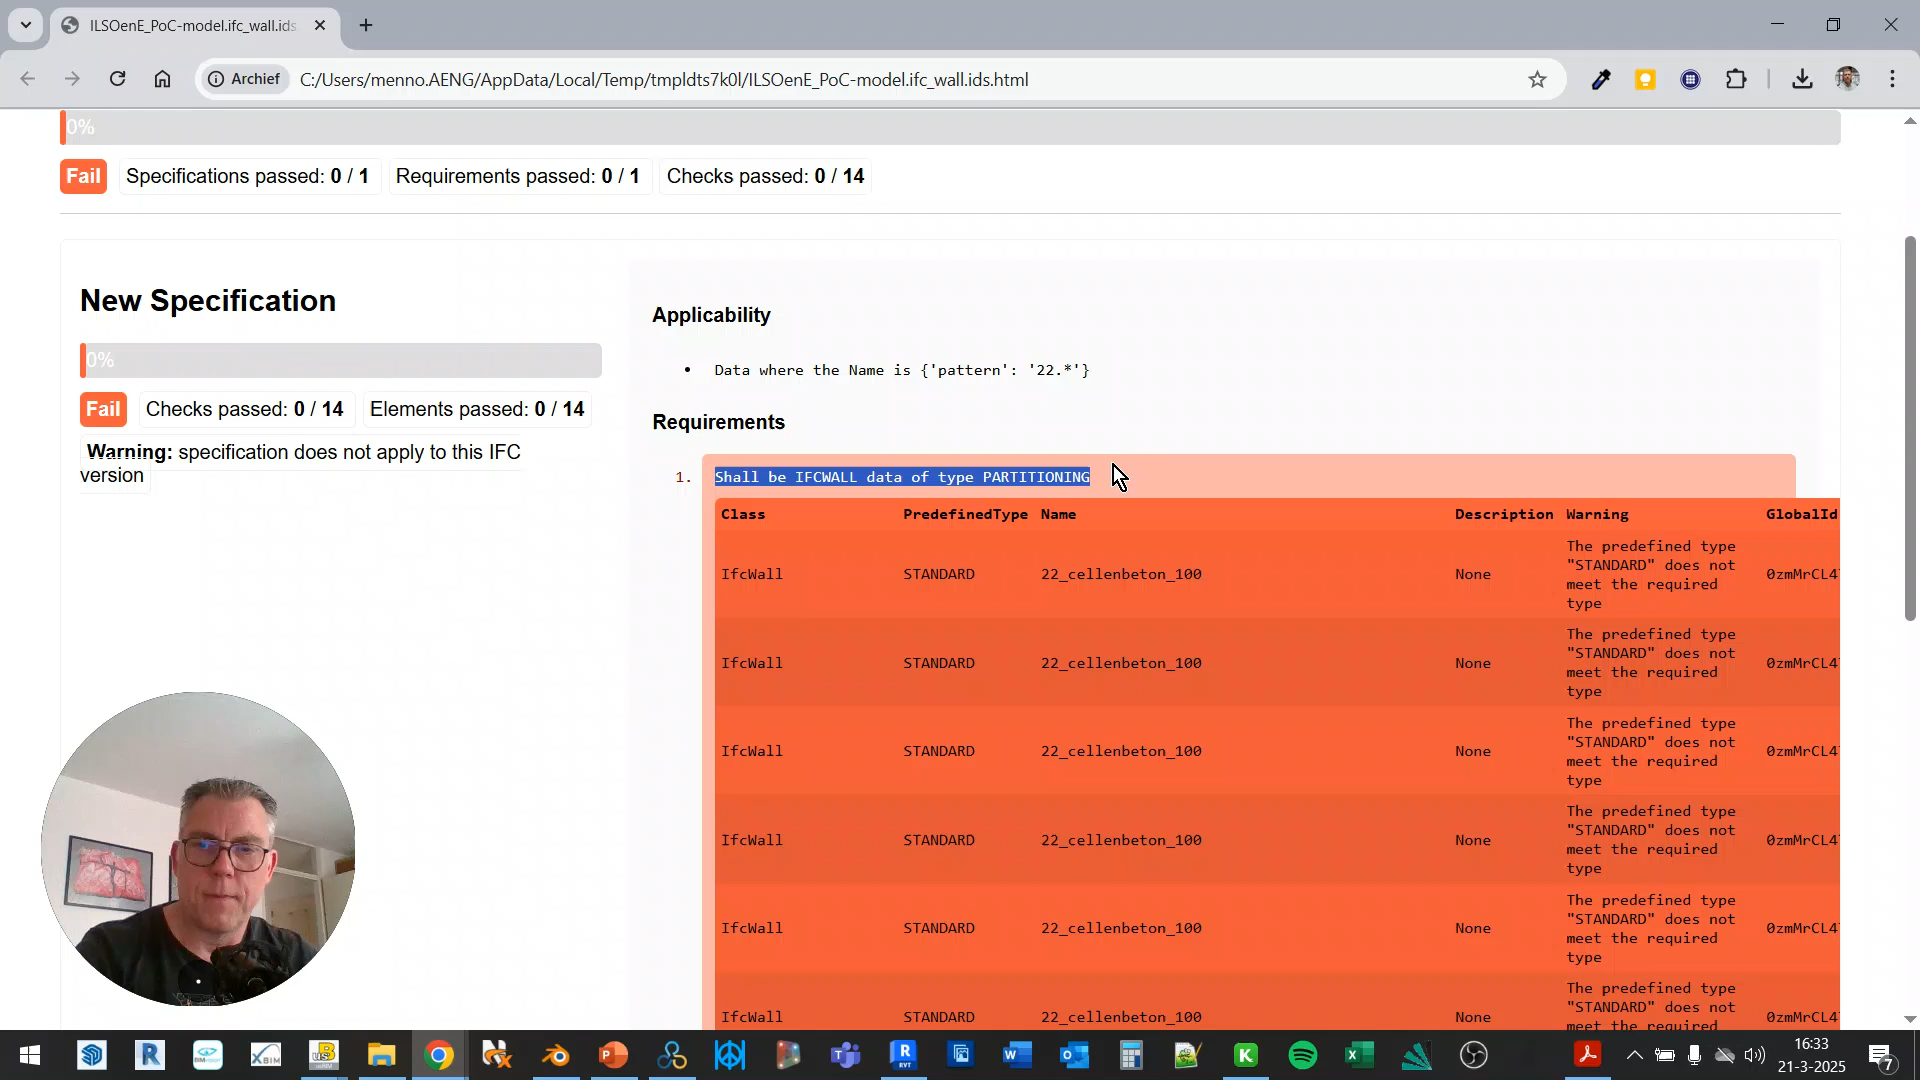 ILSOenE_PoC-model.ifc_wall.ids
Archief
C:/Users/menno.AENG/AppData/Local/Temp/tmpldts7k0l/ILSOenE_PoC-model.ifc_wall.ids.html
0%
Fail
Specifications passed: 0 / 1
Requirements passed: 0 / 1
Checks passed: 0 / 14
New Specification
0%
Fail
Checks passed: 0 / 14
Elements passed: 0 / 14
Warning: specification does not apply to this IFC
version
Applicability
• Data where the Name is {'pattern': '22.*'}
Requirements
1. Shall be IFCWALL data of type PARTITIONING
Class PredefinedType Name Description Warning GlobalId
IfcWall STANDARD 22_cellenbeton_100 None The predefined type
"STANDARD" does not
meet the required
type
0zmMrCL4
IfcWall STANDARD 22_cellenbeton_100 None The predefined type
"STANDARD" does not
meet the required
type
0zmMrCL4
IfcWall STANDARD 22_cellenbeton_100 None The predefined type
"STANDARD" does not
meet the required
type
0zmMrCL4
IfcWall STANDARD 22_cellenbeton_100 None The predefined type
"STANDARD" does not
meet the required
type
0zmMrCL4
IfcWall STANDARD 22_cellenbeton_100 None The predefined type
"STANDARD" does not
meet the required
type
0zmMrCL4
IfcWall STANDARD 22_cellenbeton_100 None The predefined type
"STANDARD" does not
meet the required
0zmMrCL4
16:33
21-3-2025
7